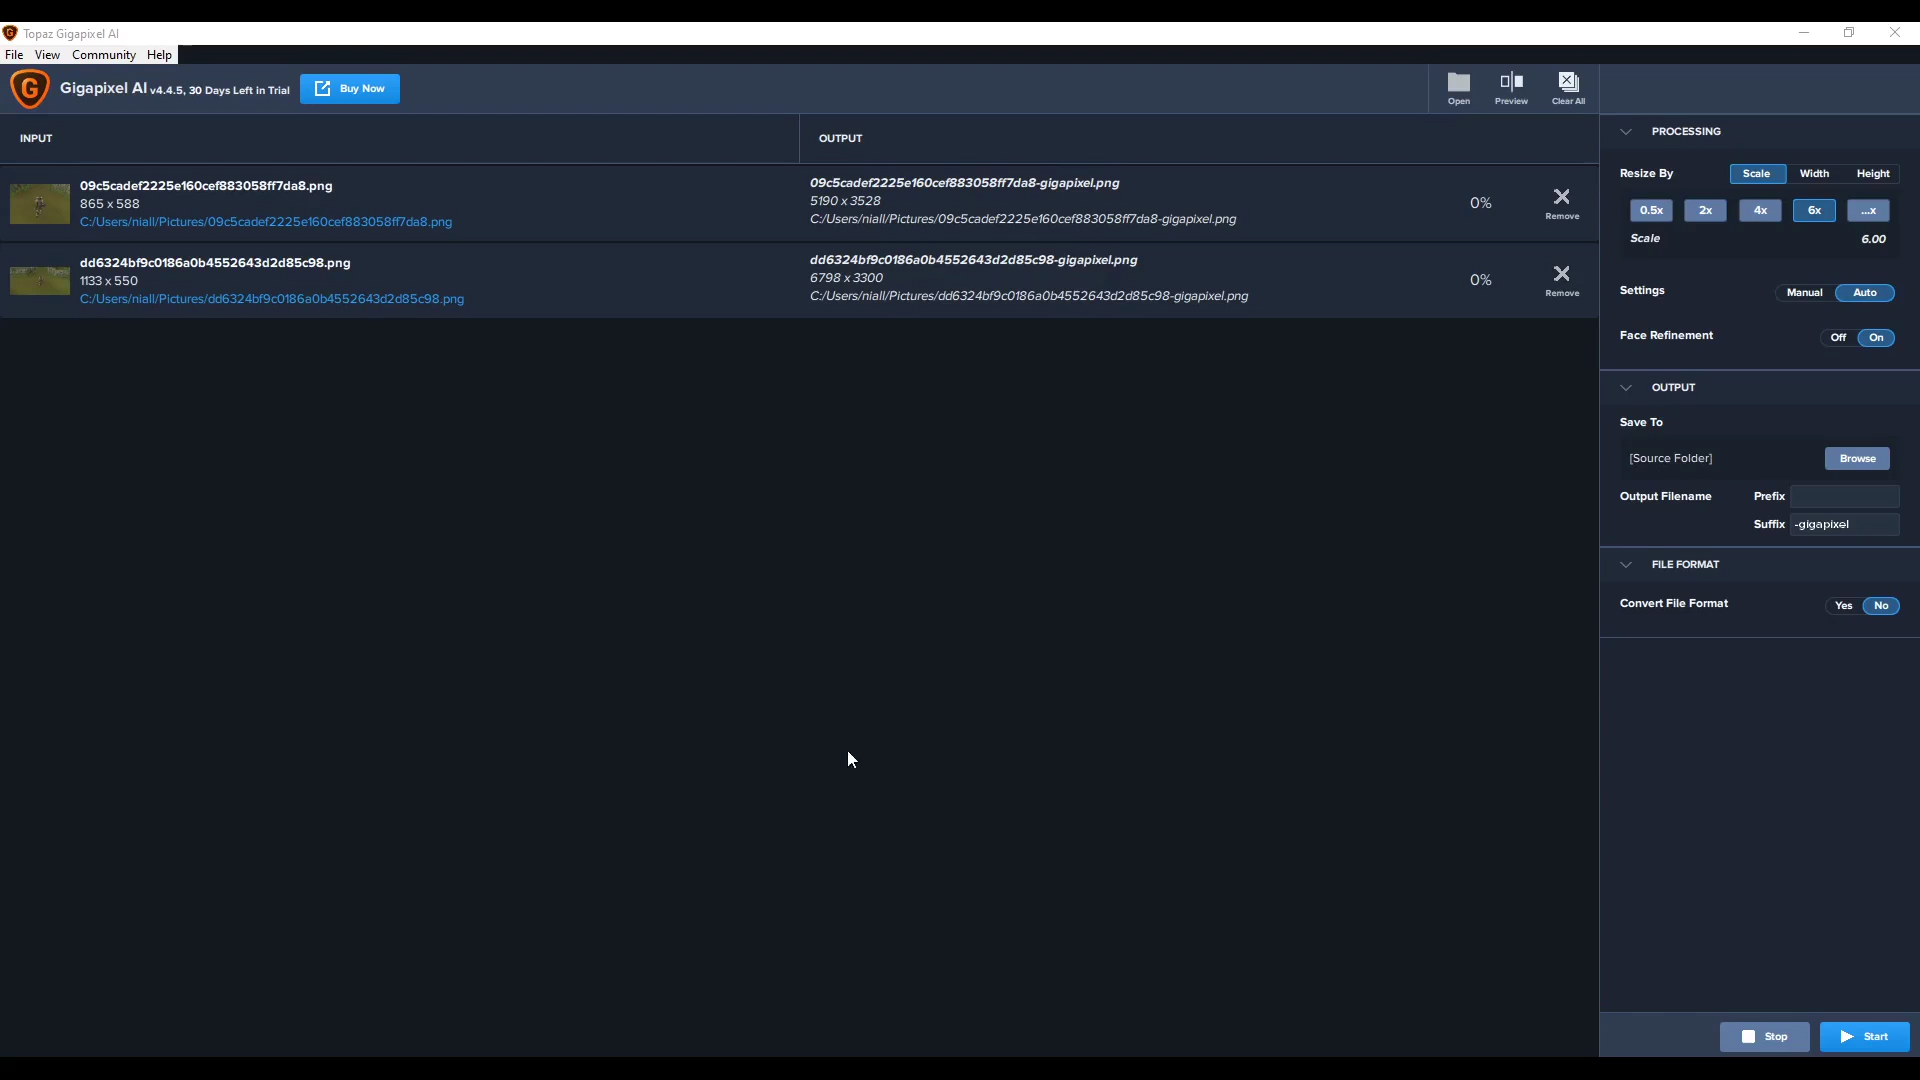 Topaz Gigapixel AI
File View Community Help
Gigapixel AI v4.4.5, 30 Days Left in Trial
Buy Now
Open
Preview
Clear All
INPUT
OUTPUT
09c5cadef2225e160cef883058ff7da8.png
865 x 588
C:/Users/niall/Pictures/09c5cadef2225e160cef883058ff7da8.png
09c5cadef2225e160cef883058ff7da8-gigapixel.png
5190 x 3528
C:/Users/niall/Pictures/09c5cadef2225e160cef883058ff7da8-gigapixel.png
0%
Remove
dd6324bf9c0186a0b4552643d2d85c98.png
1133 x 550
C:/Users/niall/Pictures/dd6324bf9c0186a0b4552643d2d85c98.png
dd6324bf9c0186a0b4552643d2d85c98-gigapixel.png
6798 x 3300
C:/Users/niall/Pictures/dd6324bf9c0186a0b4552643d2d85c98-gigapixel.png
0%
Remove
PROCESSING
Resize By Scale Width Height
0.5x 2x 4x 6x ...x
Scale 6.00
Settings Manual Auto
Face Refinement Off On
OUTPUT
Save To
[Source Folder] Browse
Output Filename Prefix
Suffix -gigapixel
FILE FORMAT
Convert File Format Yes No
Stop Start